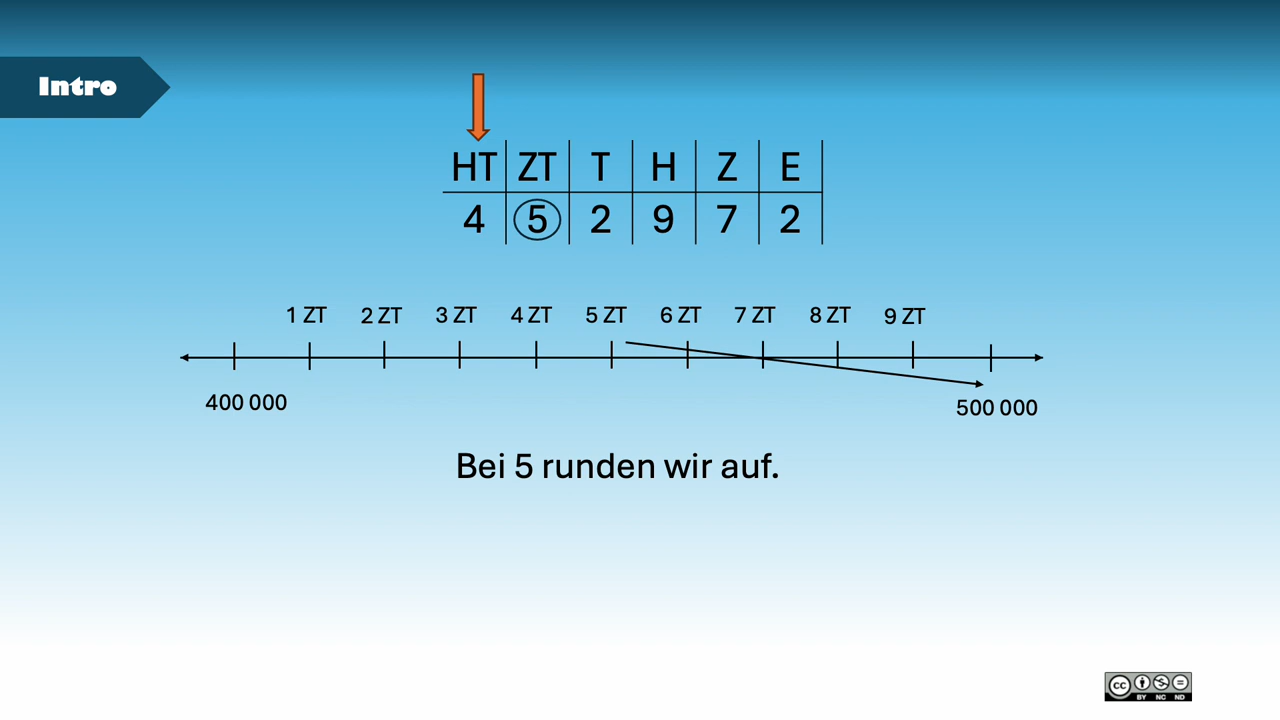 Intro
HT ZT T H Z E
4 5 2 9 7 2
1 ZT 2 ZT 3 ZT 4 ZT 5 ZT 6 ZT 7 ZT 8 ZT 9 ZT
400 000 500 000
Bei 5 runden wir auf.
cc BY NC ND